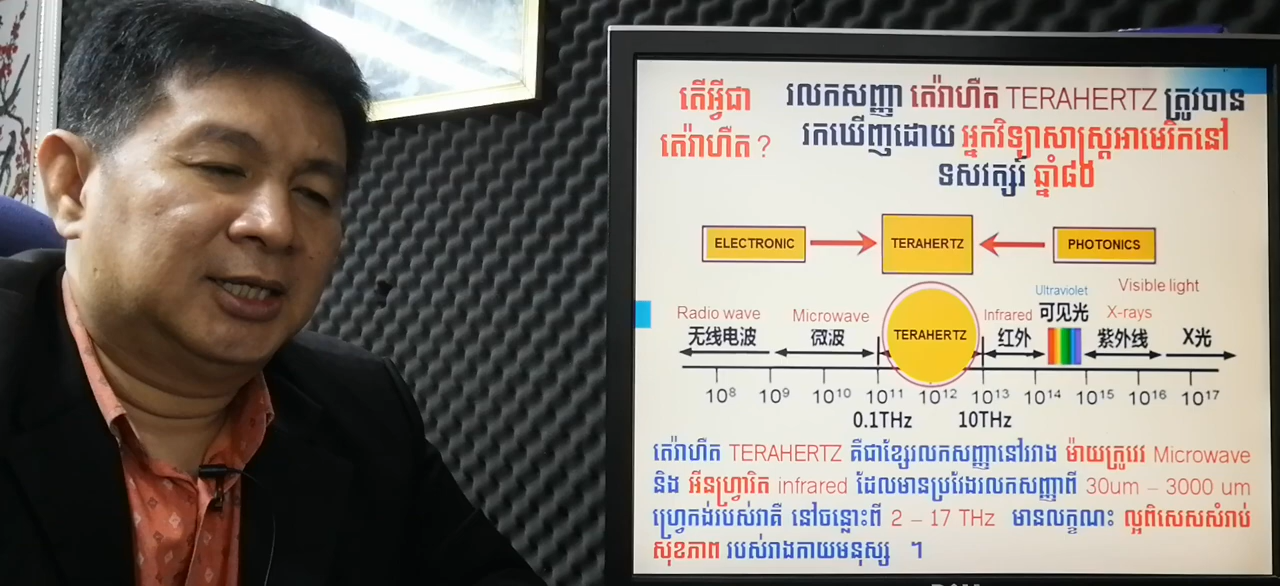 តើអ្វីជា
តេរ៉ាហឺត ?
រលកសញ្ញា តេរ៉ាហឺត TERAHERTZ ត្រូវបាន
រកឃើញដោយ អ្នកវិទ្យាសាស្ត្រអាមេរិកនៅ
ទសវត្សរ៍ ឆ្នាំ៨០
ELECTRONIC TERAHERTZ PHOTONICS
Visible light
Ultraviolet
Radio wave Microwave Infrared 可见光 X-rays
无线电波 微波 TERAHERTZ 红外 紫外线 X光
10⁸ 10⁹ 10¹⁰ 10¹¹ 10¹² 10¹³ 10¹⁴ 10¹⁵ 10¹⁶ 10¹⁷
0.1THz 10THz
តេរ៉ាហឺត TERAHERTZ គឺជាខ្សែរលកសញ្ញានៅរវាង ម៉ាយក្រូវេវ Microwave
និង អីនហ្វ្រារិត infrared ដែលមានប្រវែងរលកសញ្ញាពី 30um – 3000 um
ហ្វ្រេកង់របស់វាគឺ នៅចន្លោះពី 2 – 17 THz មានលក្ខណះ ល្អពិសេសសំរាប់
សុខភាព របស់រាងកាយមនុស្ស ។